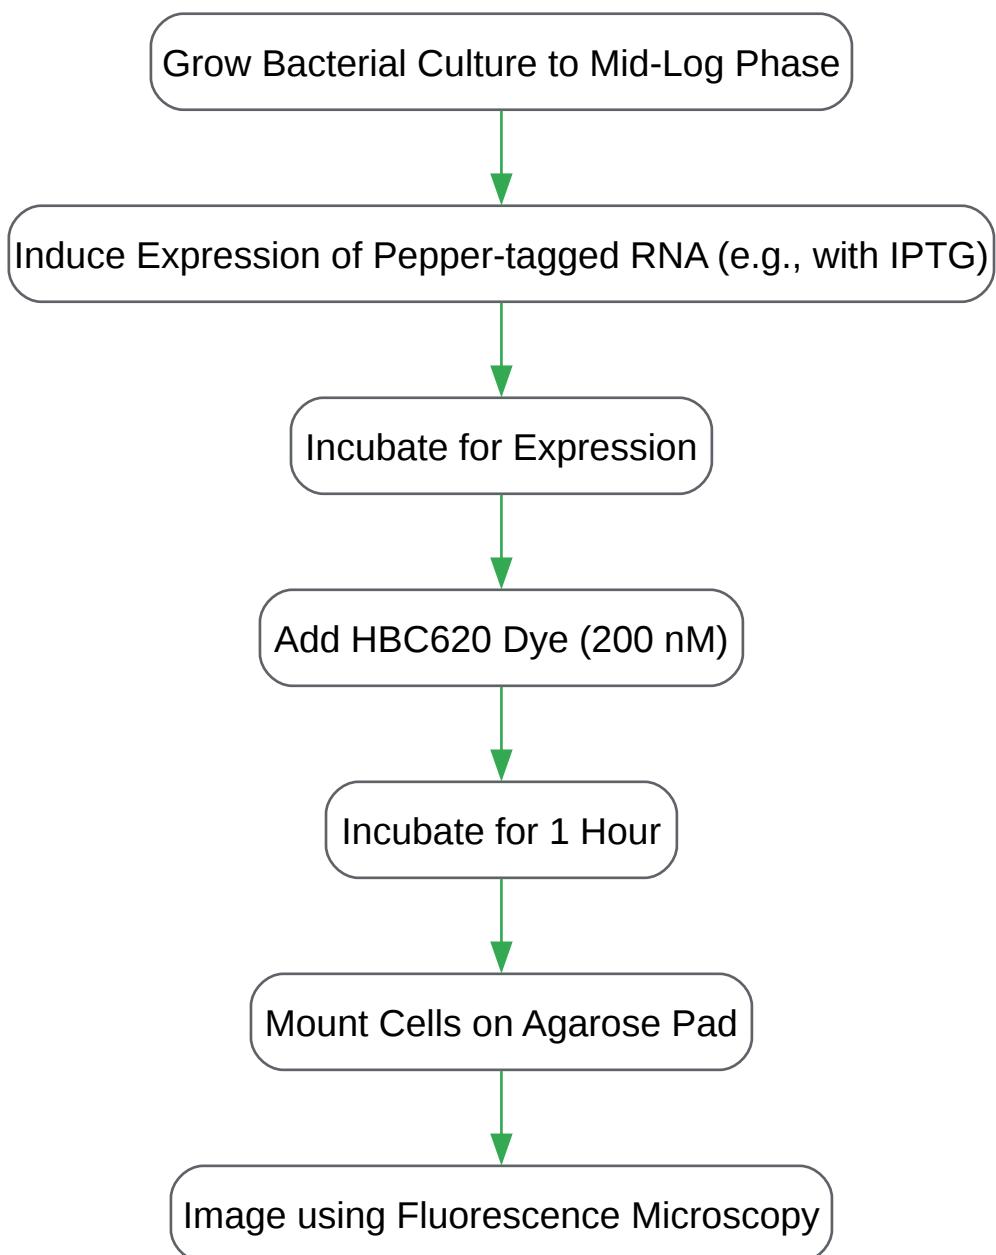 Grow Bacterial Culture to Mid-Log Phase
Induce Expression of Pepper-tagged RNA (e.g., with IPTG)
Incubate for Expression
Add HBC620 Dye (200 nM)
Incubate for 1 Hour
Mount Cells on Agarose Pad
Image using Fluorescence Microscopy